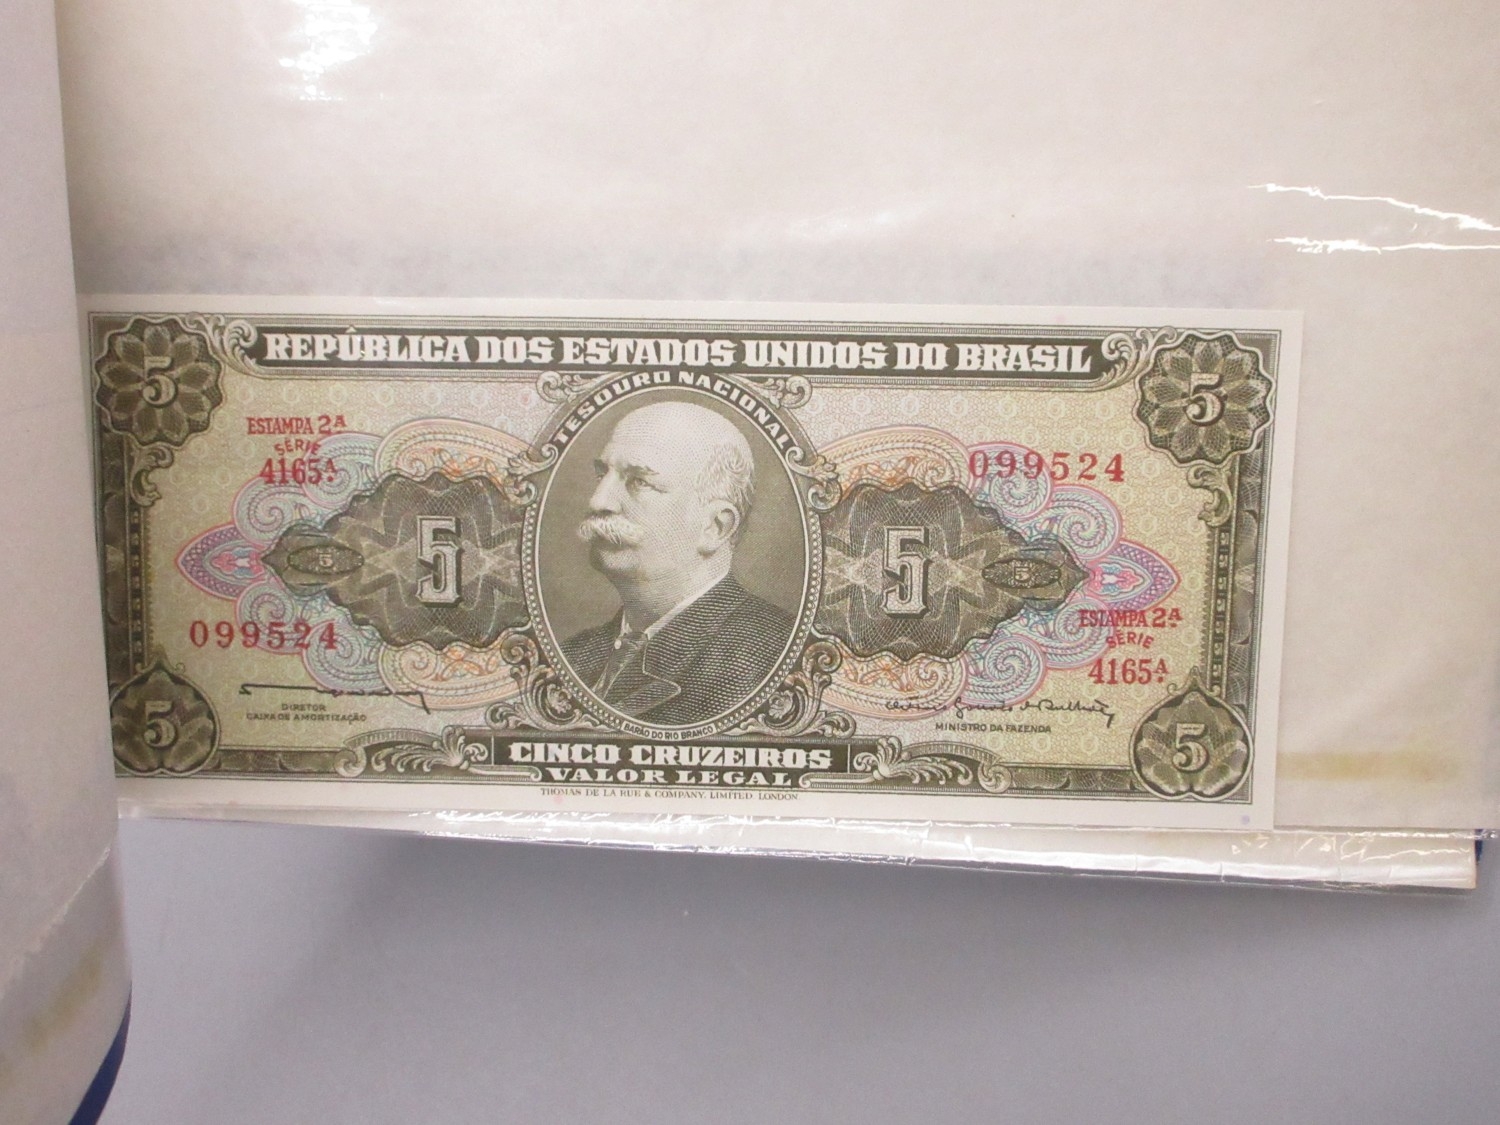 REPÚBLICA DOS ESTADOS UNIDOS DO BRASIL
TESOURO NACIONAL
5
5
ESTAMPA 2ª
SÉRIE
4165ª
099524
5
5
5
5
099524
ESTAMPA 2ª
SÉRIE
4165ª
DIRETOR
CAIXA DE AMORTIZAÇÃO
MINISTRO DA FAZENDA
BARÃO DO RIO BRANCO
5
5
CINCO CRUZEIROS
VALOR LEGAL
THOMAS DE LA RUE & COMPANY, LIMITED, LONDON.